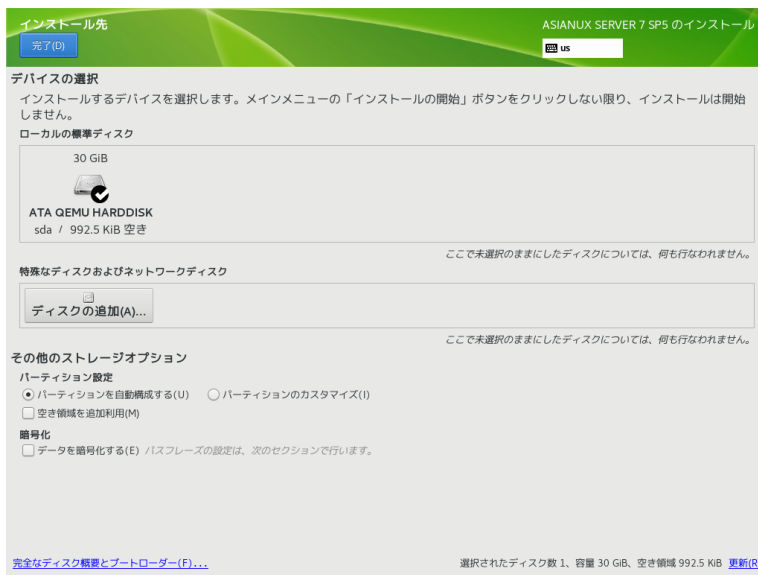 インストール先
ASIANUX SERVER 7 SP5 のインストール
完了(D)
us
デバイスの選択
インストールするデバイスを選択します。メインメニューの「インストールの開始」ボタンをクリックしない限り、インストールは開始
しません。
ローカルの標準ディスク
30 GiB
ATA QEMU HARDDISK
sda / 992.5 KiB 空き
ここで未選択のままにしたディスクについては、何も行なわれません。
特殊なディスクおよびネットワークディスク
ディスクの追加(A)...
ここで未選択のままにしたディスクについては、何も行なわれません。
その他のストレージオプション
パーティション設定
パーティションを自動構成する(U) パーティションのカスタマイズ(I)
空き領域を追加利用(M)
暗号化
データを暗号化する(E) パスフレーズの設定は、次のセクションで行います。
完全なディスク概要とブートローダー(F)... 選択されたディスク数 1、容量 30 GiB、空き領域 992.5 KiB 更新(R